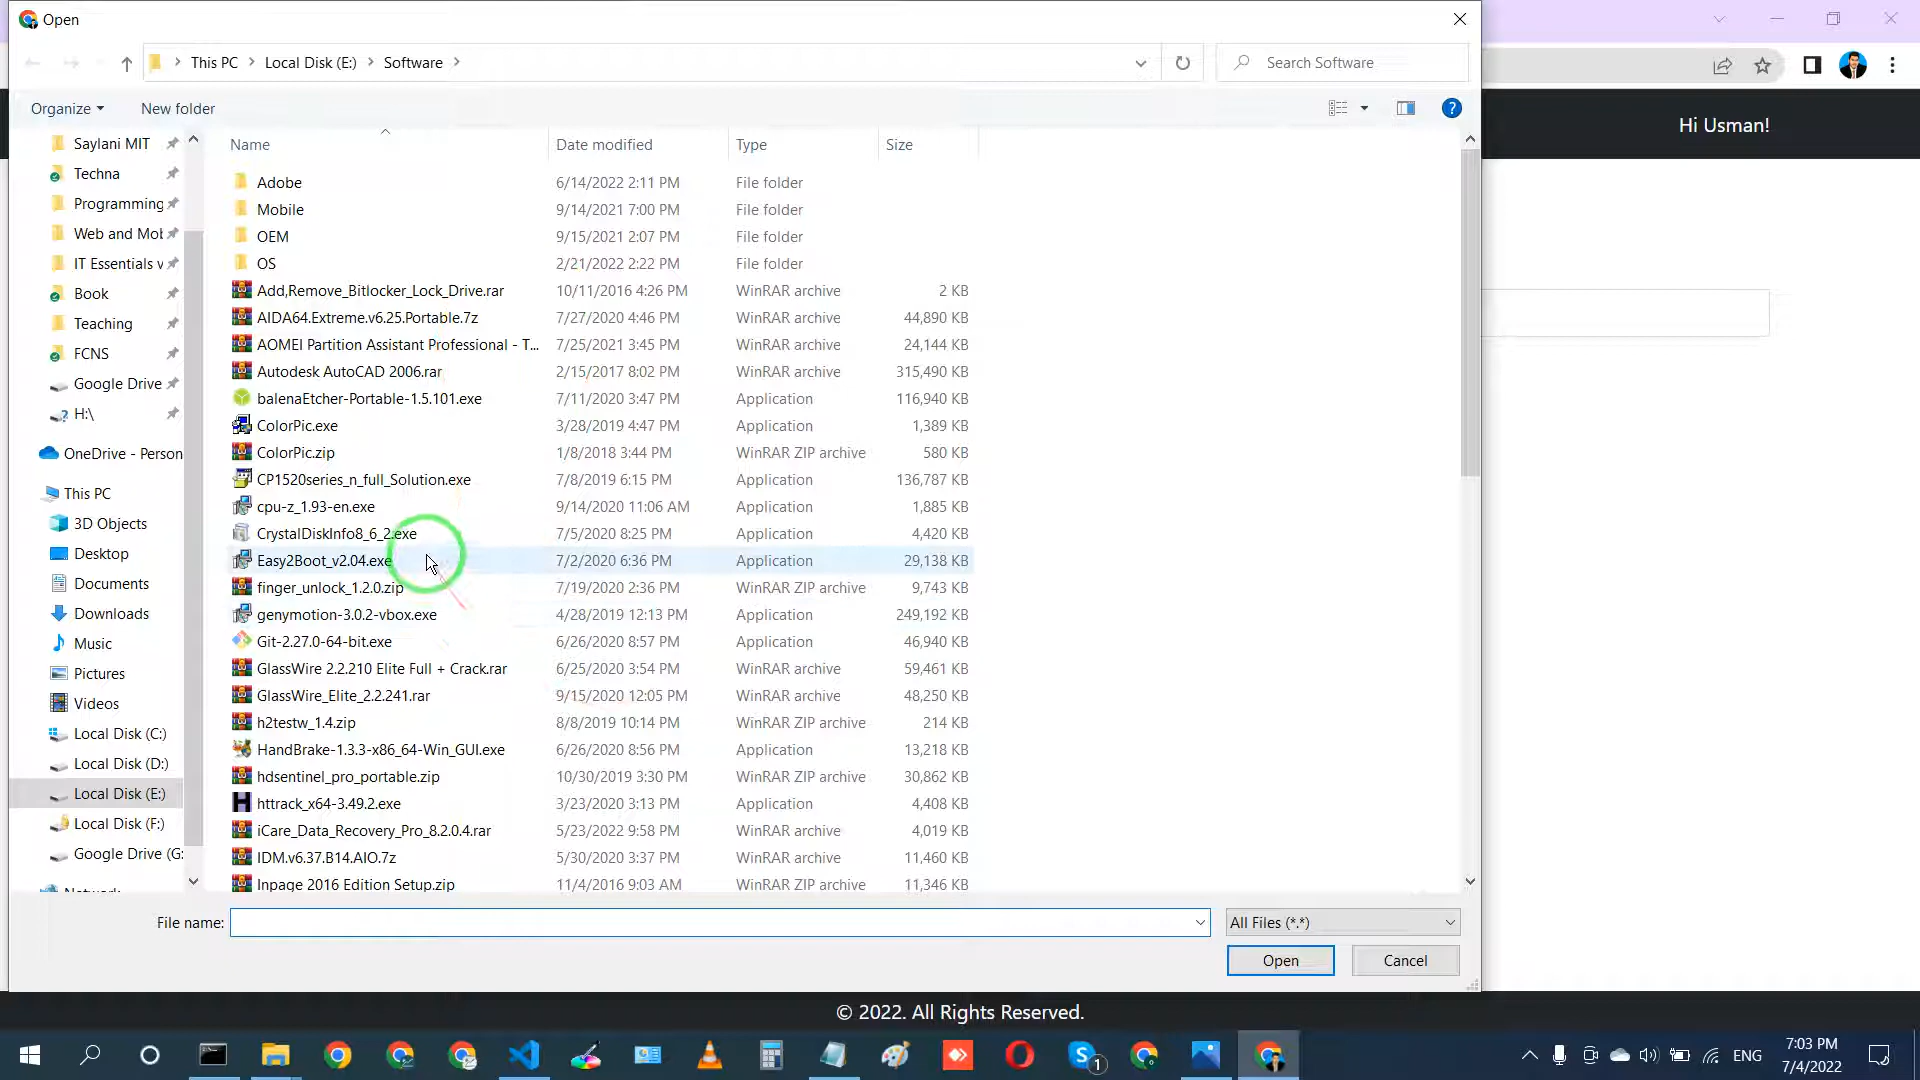 Open
This PC
Local Disk (E:)
Software
Search Software
Organize
New folder
Hi Usman!
Saylani MIT
Techna
Programming
Web and Mob
IT Essentials v
Book
Teaching
FCNS
Google Drive
H:\
OneDrive - Person
This PC
3D Objects
Desktop
Documents
Downloads
Music
Pictures
Videos
Local Disk (C:)
Local Disk (D:)
Local Disk (E:)
Local Disk (F:)
Google Drive (G:
Name Date modified Type Size
Adobe 6/14/2022 2:11 PM File folder
Mobile 9/14/2021 7:00 PM File folder
OEM 9/15/2021 2:07 PM File folder
OS 2/21/2022 2:22 PM File folder
Add,Remove_Bitlocker_Lock_Drive.rar 10/11/2016 4:26 PM WinRAR archive 2 KB
AIDA64.Extreme.v6.25.Portable.7z 7/27/2020 4:46 PM WinRAR archive 44,890 KB
AOMEI Partition Assistant Professional - T... 7/25/2021 3:45 PM WinRAR archive 24,144 KB
Autodesk AutoCAD 2006.rar 2/15/2017 8:02 PM WinRAR archive 315,490 KB
balenaEtcher-Portable-1.5.101.exe 7/11/2020 3:47 PM Application 116,940 KB
ColorPic.exe 3/28/2019 4:47 PM Application 1,389 KB
ColorPic.zip 1/8/2018 3:44 PM WinRAR ZIP archive 580 KB
CP1520series_n_full_Solution.exe 7/8/2019 6:15 PM Application 136,787 KB
cpu-z_1.93-en.exe 9/14/2020 11:06 AM Application 1,885 KB
CrystalDiskInfo8_6_2.exe 7/5/2020 8:25 PM Application 4,420 KB
Easy2Boot_v2.04.exe 7/2/2020 6:36 PM Application 29,138 KB
finger_unlock_1.2.0.zip 7/19/2020 2:36 PM WinRAR ZIP archive 9,743 KB
genymotion-3.0.2-vbox.exe 4/28/2019 12:13 PM Application 249,192 KB
Git-2.27.0-64-bit.exe 6/26/2020 8:57 PM Application 46,940 KB
GlassWire 2.2.210 Elite Full + Crack.rar 6/25/2020 3:54 PM WinRAR archive 59,461 KB
GlassWire_Elite_2.2.241.rar 9/15/2020 12:05 PM WinRAR archive 48,250 KB
h2testw_1.4.zip 8/8/2019 10:14 PM WinRAR ZIP archive 214 KB
HandBrake-1.3.3-x86_64-Win_GUI.exe 6/26/2020 8:56 PM Application 13,218 KB
hdsentinel_pro_portable.zip 10/30/2019 3:30 PM WinRAR ZIP archive 30,862 KB
httrack_x64-3.49.2.exe 3/23/2020 3:13 PM Application 4,408 KB
iCare_Data_Recovery_Pro_8.2.0.4.rar 5/23/2022 9:58 PM WinRAR archive 4,019 KB
IDM.v6.37.B14.AIO.7z 5/30/2020 3:37 PM WinRAR archive 11,460 KB
Inpage 2016 Edition Setup.zip 11/4/2016 9:03 AM WinRAR ZIP archive 11,346 KB
File name:
All Files (*.*)
Open Cancel
© 2022. All Rights Reserved.
1
ENG
7:03 PM
7/4/2022